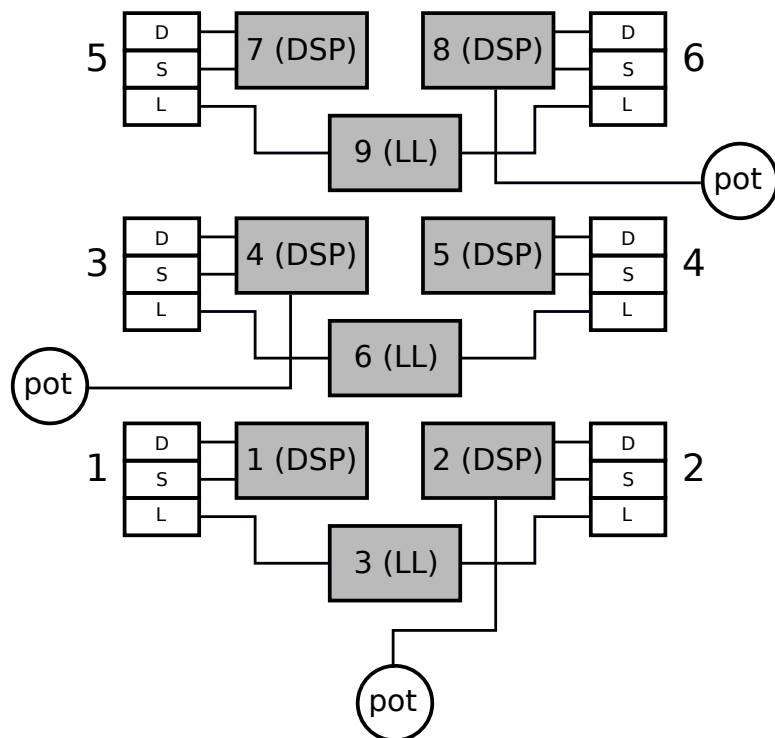 D
7 (DSP)
8 (DSP)
D
5
S
S
6
L
L
9 (LL)
pot
D
4 (DSP)
5 (DSP)
D
3
S
S
4
L
L
6 (LL)
pot
D
1 (DSP)
2 (DSP)
D
1
S
S
2
L
L
3 (LL)
pot